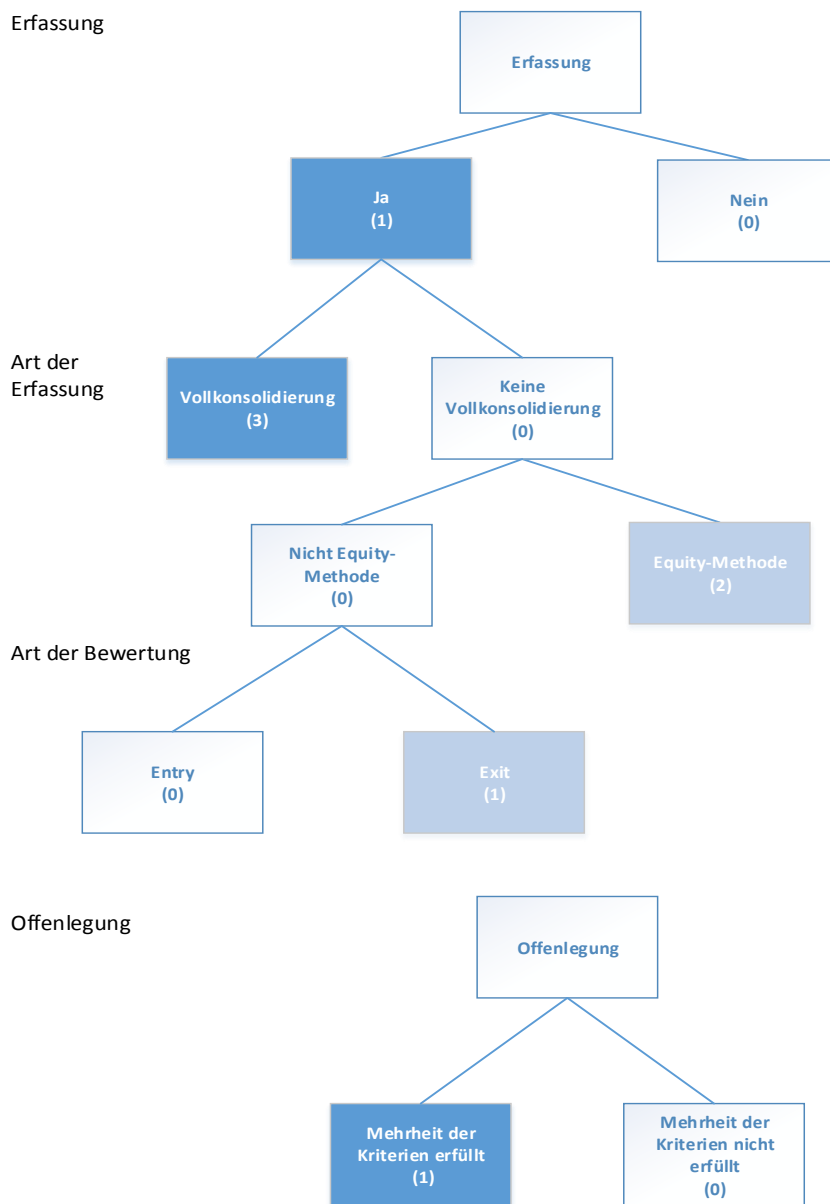 Erfassung
Erfassung
Ja
(1)
Nein
(0)
Art der
Erfassung
Vollkonsolidierung
(3)
Keine
Vollkonsolidierung
(0)
Nicht Equity-
Methode
(0)
Equity-Methode
(2)
Art der Bewertung
Entry
(0)
Exit
(1)
Offenlegung
Offenlegung
Mehrheit der
Kriterien erfüllt
(1)
Mehrheit der
Kriterien nicht
erfüllt
(0)